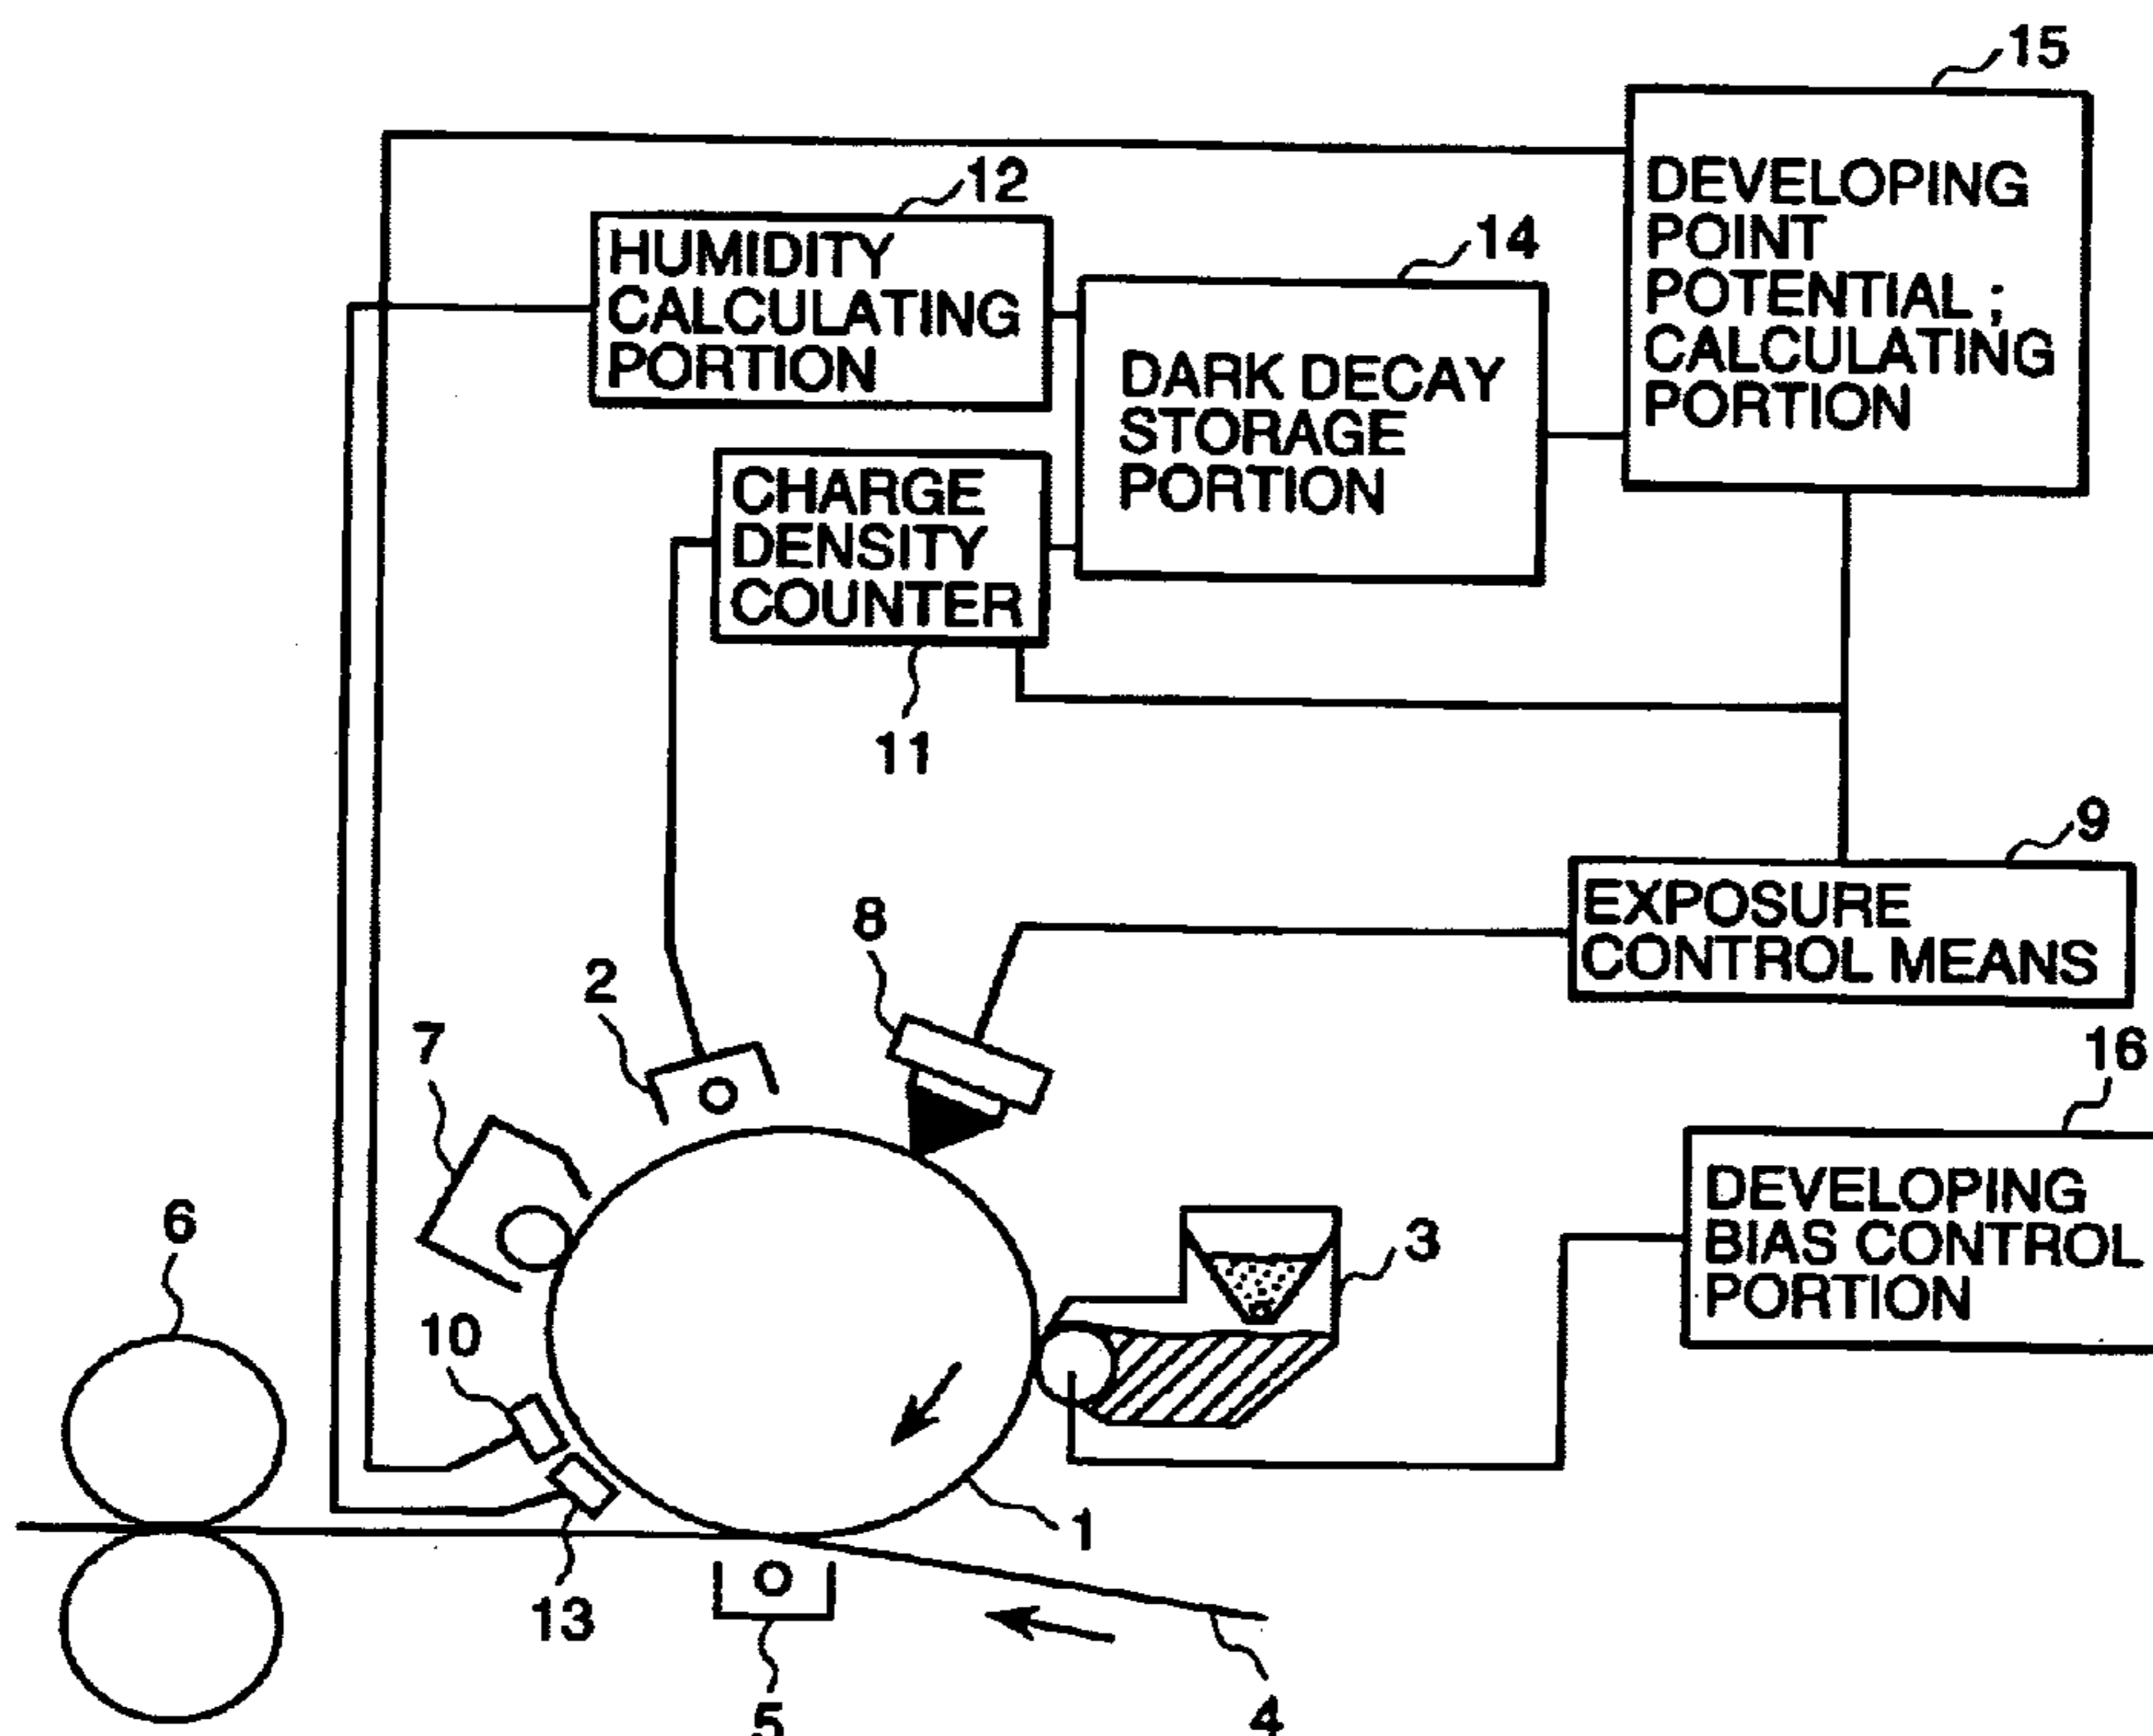 15
12
HUMIDITY
CALCULATING
PORTION
14
DEVELOPING
POINT
POTENTIAL ;
CALCULATING
PORTION
DARK DECAY
STORAGE
PORTION
CHARGE
DENSITY
COUNTER
11
9
EXPOSURE
CONTROL MEANS
8
2
7
16
DEVELOPING
BIAS CONTROL
PORTION
6
3
10
1
13
5
4